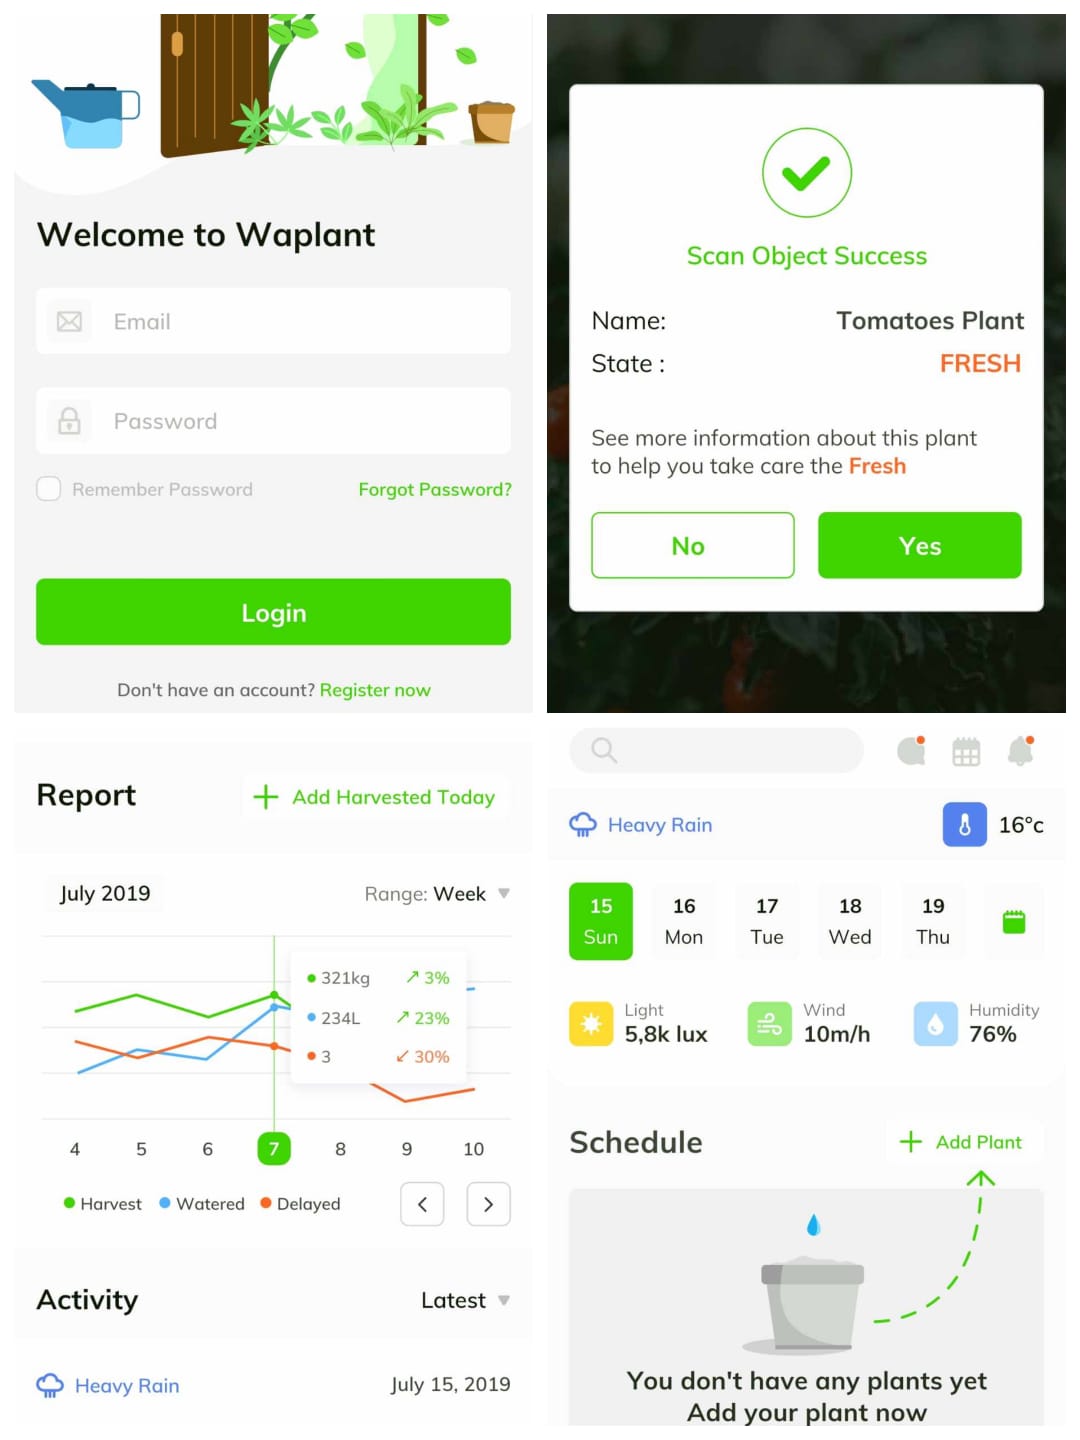 Welcome to Waplant
Email
Password
Remember Password Forgot Password?
Login
Don't have an account? Register now
Scan Object Success
Name: Tomatoes Plant
State : FRESH
See more information about this plant
to help you take care the Fresh
No Yes
Report + Add Harvested Today
July 2019 Range: Week
321kg 3%
234L 23%
3 30%
4 5 6 7 8 9 10
Harvest Watered Delayed
Activity Latest
Heavy Rain July 15, 2019
Heavy Rain 16°c
15 16 17 18 19
Sun Mon Tue Wed Thu
Light Wind Humidity
5,8k lux 10m/h 76%
Schedule + Add Plant
You don't have any plants yet
Add your plant now